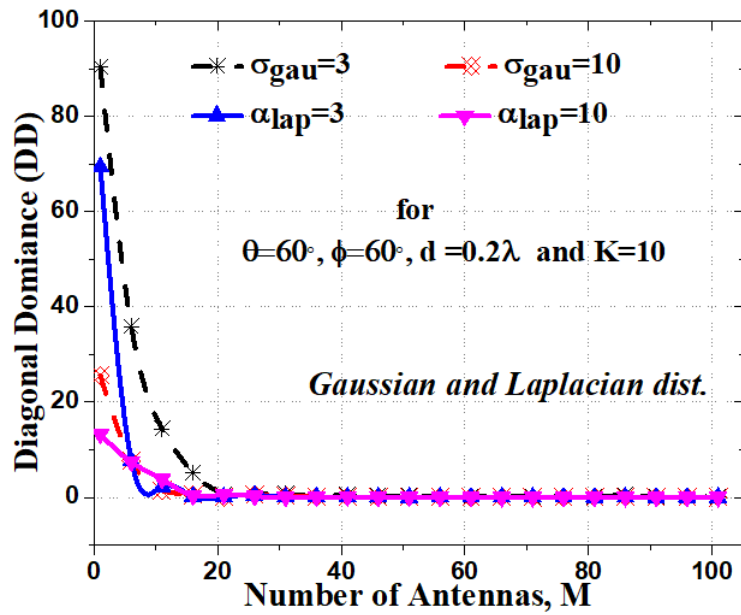 100
80
60
40
20
0
0 20 40 60 80 100
Diagonal Domiance (DD)
Number of Antennas, M
σgau=3 σgau=10
αlap=3 αlap=10
for
θ=60°, ϕ=60°, d =0.2λ and K=10
Gaussian and Laplacian dist.